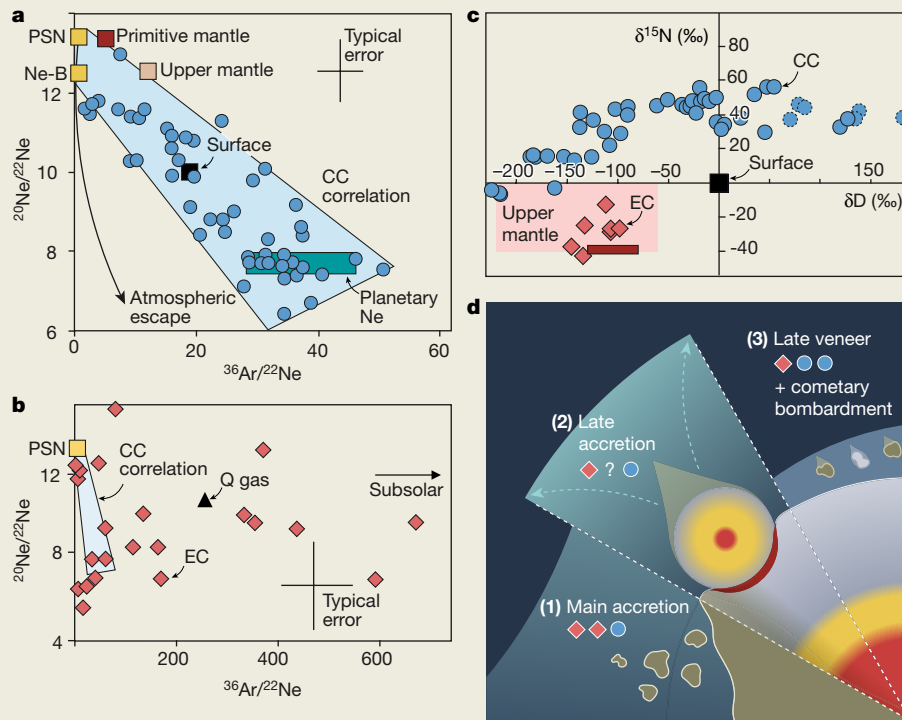 a
PSN
Primitive mantle
Typical
error
Ne-B
Upper mantle
12
Surface
10
CC
correlation
8
Atmospheric
escape
Planetary
Ne
6
0
20
40
60
²⁰Ne/²²Ne
³⁶Ar/²²Ne
b
PSN
CC
correlation
12
Q gas
Subsolar
8
EC
Typical
error
4
200
400
600
²⁰Ne/²²Ne
³⁶Ar/²²Ne
c
δ¹⁵N (‰)
80
CC
60
40
20
Surface
−200
−150
−100
−50
150
δD (‰)
Upper
mantle
EC
−20
−40
d
(3) Late veneer
+ cometary
bombardment
(2) Late
accretion
?
(1) Main accretion